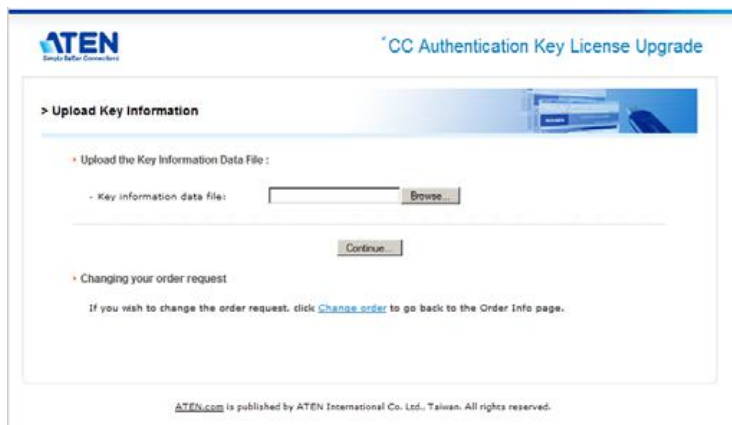 ATEN
Simply Better Connections
CC Authentication Key License Upgrade
> Upload Key Information
Upload the Key Information Data File :
- Key information data file:
Browse...
Continue...
Changing your order request
If you wish to change the order request, click Change order to go back to the Order Info page.
ATEN.com is published by ATEN International Co. Ltd., Taiwan. All rights reserved.